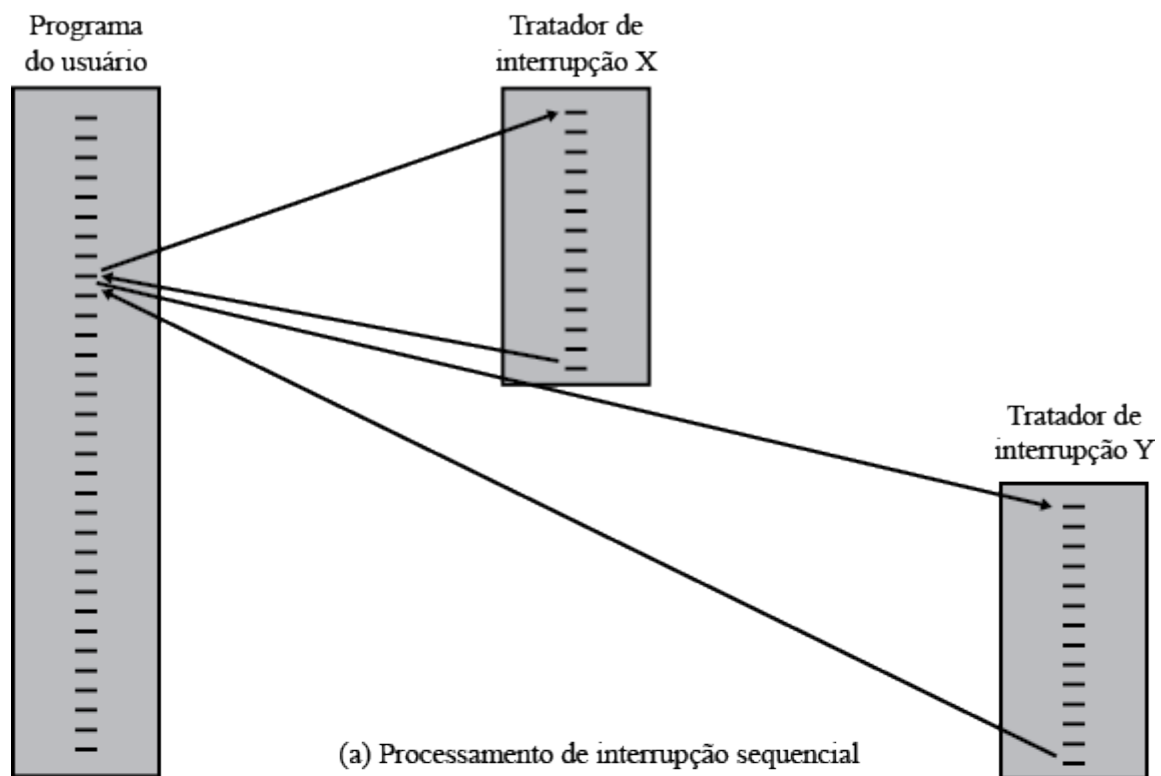 Programa
do usuário
Tratador de
interrupção X
Tratador de
interrupção Y
(a) Processamento de interrupção sequencial